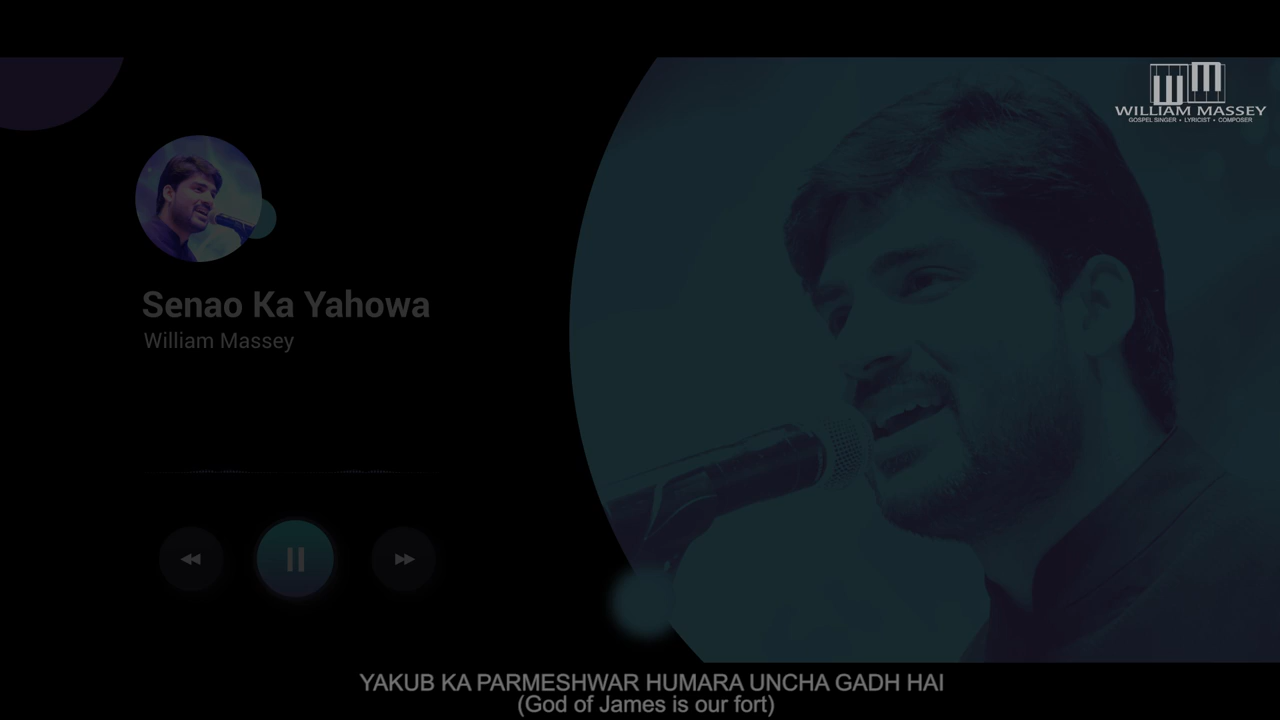 WILLIAM MASSEY
GOSPEL SINGER • LYRICIST • COMPOSER
Senao Ka Yahowa
William Massey
YAKUB KA PARMESHWAR HUMARA UNCHA GADH HAI
(God of James is our fort)